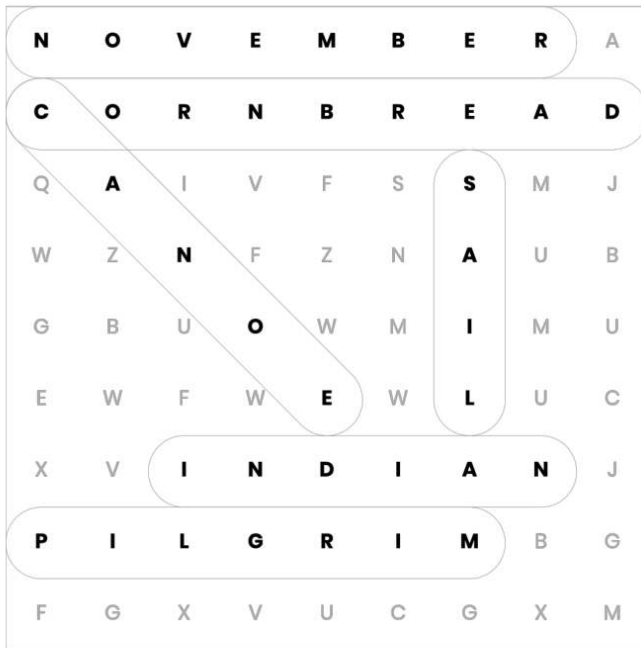 N O V E M B E R A
C O R N B R E A D
Q A I V F S S M J
W Z N F Z N A U B
G B U O W M I M U
E W F W E W L U C
X V I N D I A N J
P I L G R I M B G
F G X V U C G X M